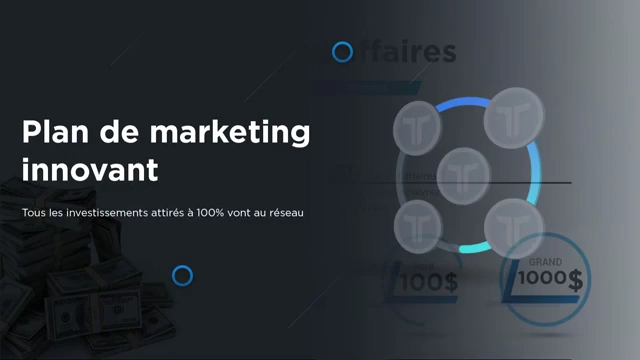 ffaires
Plan de marketing
innovant
Tous les investissements attirés à 100% vont au réseau
GRAND
100$
1000$